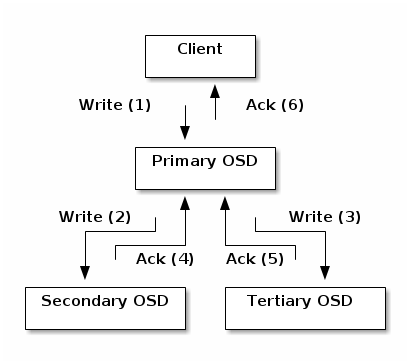 Client
Write (1)
Ack (6)
Primary OSD
Write (2)
Write (3)
Ack (4)
Ack (5)
Secondary OSD
Tertiary OSD